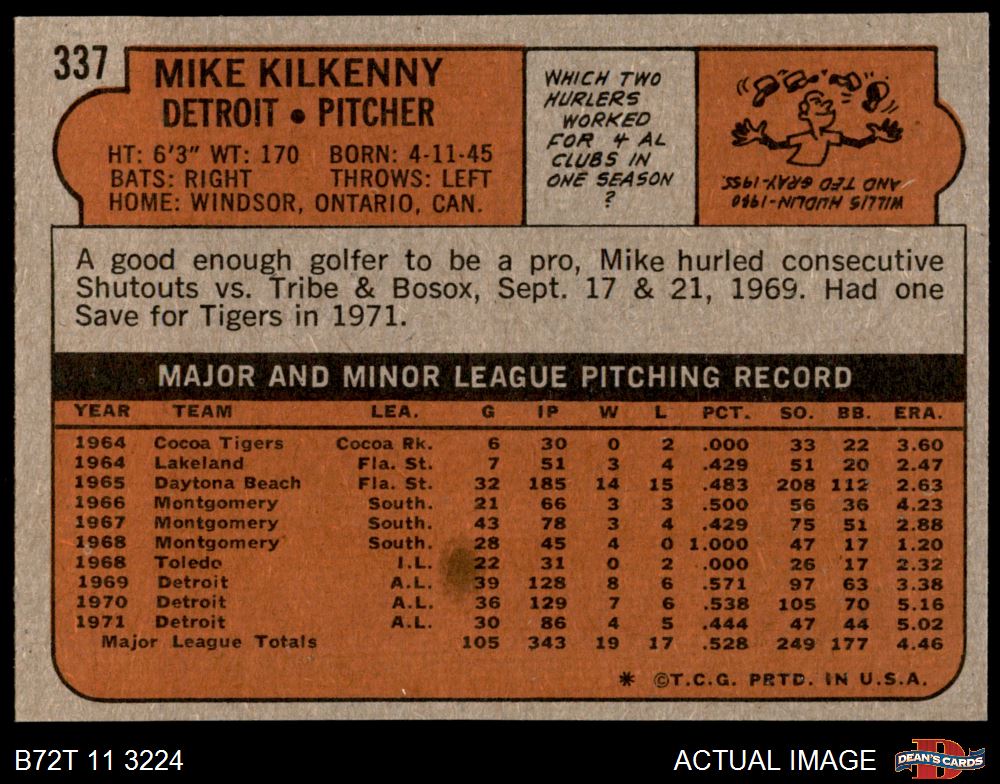 337
MIKE KILKENNY
DETROIT • PITCHER
HT: 6'3" WT: 170 BORN: 4-11-45
BATS: RIGHT THROWS: LEFT
HOME: WINDSOR, ONTARIO, CAN.
WHICH TWO
HURLERS
WORKED
FOR 4 AL
CLUBS IN
ONE SEASON
?
WILLIS HUDLIN-1940
AND TED GRAY-1955.
A good enough golfer to be a pro, Mike hurled consecutive
Shutouts vs. Tribe & Bosox, Sept. 17 & 21, 1969. Had one
Save for Tigers in 1971.
MAJOR AND MINOR LEAGUE PITCHING RECORD
YEAR TEAM LEA. G IP W L PCT. SO. BB. ERA.
1964 Cocoa Tigers Cocoa Rk. 6 30 0 2 .000 33 22 3.60
1964 Lakeland Fla. St. 7 51 3 4 .429 51 20 2.47
1965 Daytona Beach Fla. St. 32 185 14 15 .483 208 112 2.63
1966 Montgomery South. 21 66 3 3 .500 56 36 4.23
1967 Montgomery South. 43 78 3 4 .429 75 51 2.88
1968 Montgomery South. 28 45 4 0 1.000 47 17 1.20
1968 Toledo I.L. 22 31 0 2 .000 26 17 2.32
1969 Detroit A.L. 39 128 8 6 .571 97 63 3.38
1970 Detroit A.L. 36 129 7 6 .538 105 70 5.16
1971 Detroit A.L. 30 86 4 5 .444 47 44 5.02
Major League Totals 105 343 19 17 .528 249 177 4.46
* ©T.C.G. PRTD. IN U.S.A.
B72T 11 3224
ACTUAL IMAGE
DEAN'S CARDS